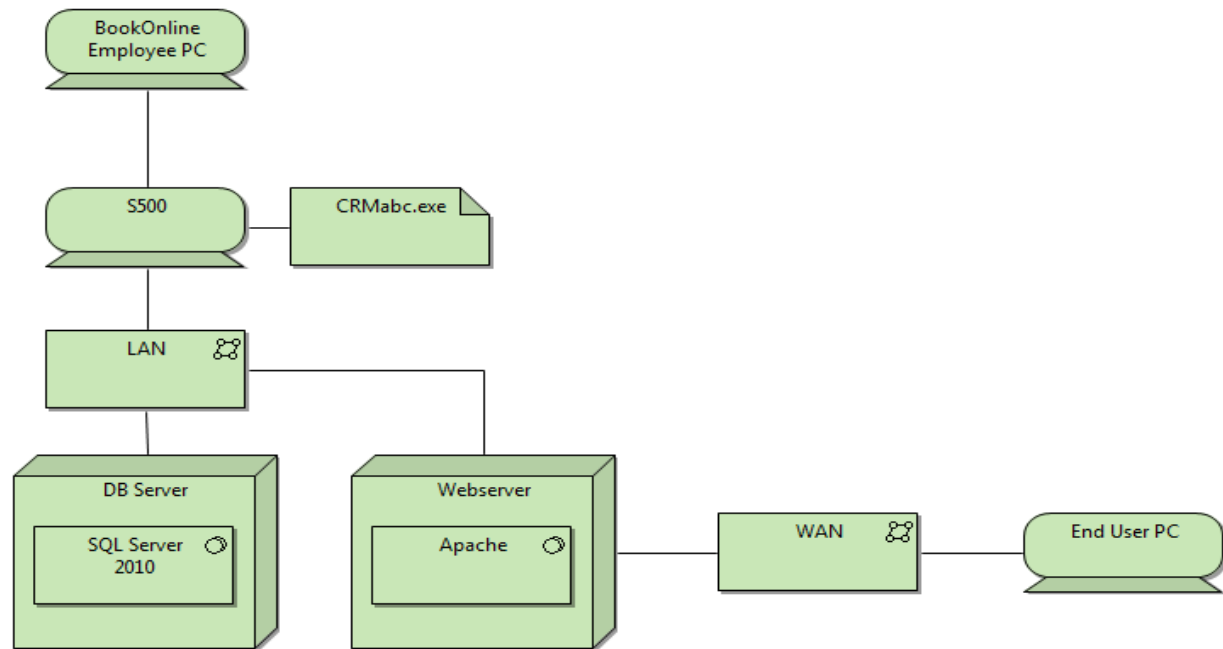 BookOnline
Employee PC
S500
CRMabc.exe
LAN
DB Server
SQL Server
2010
Webserver
Apache
WAN
End User PC